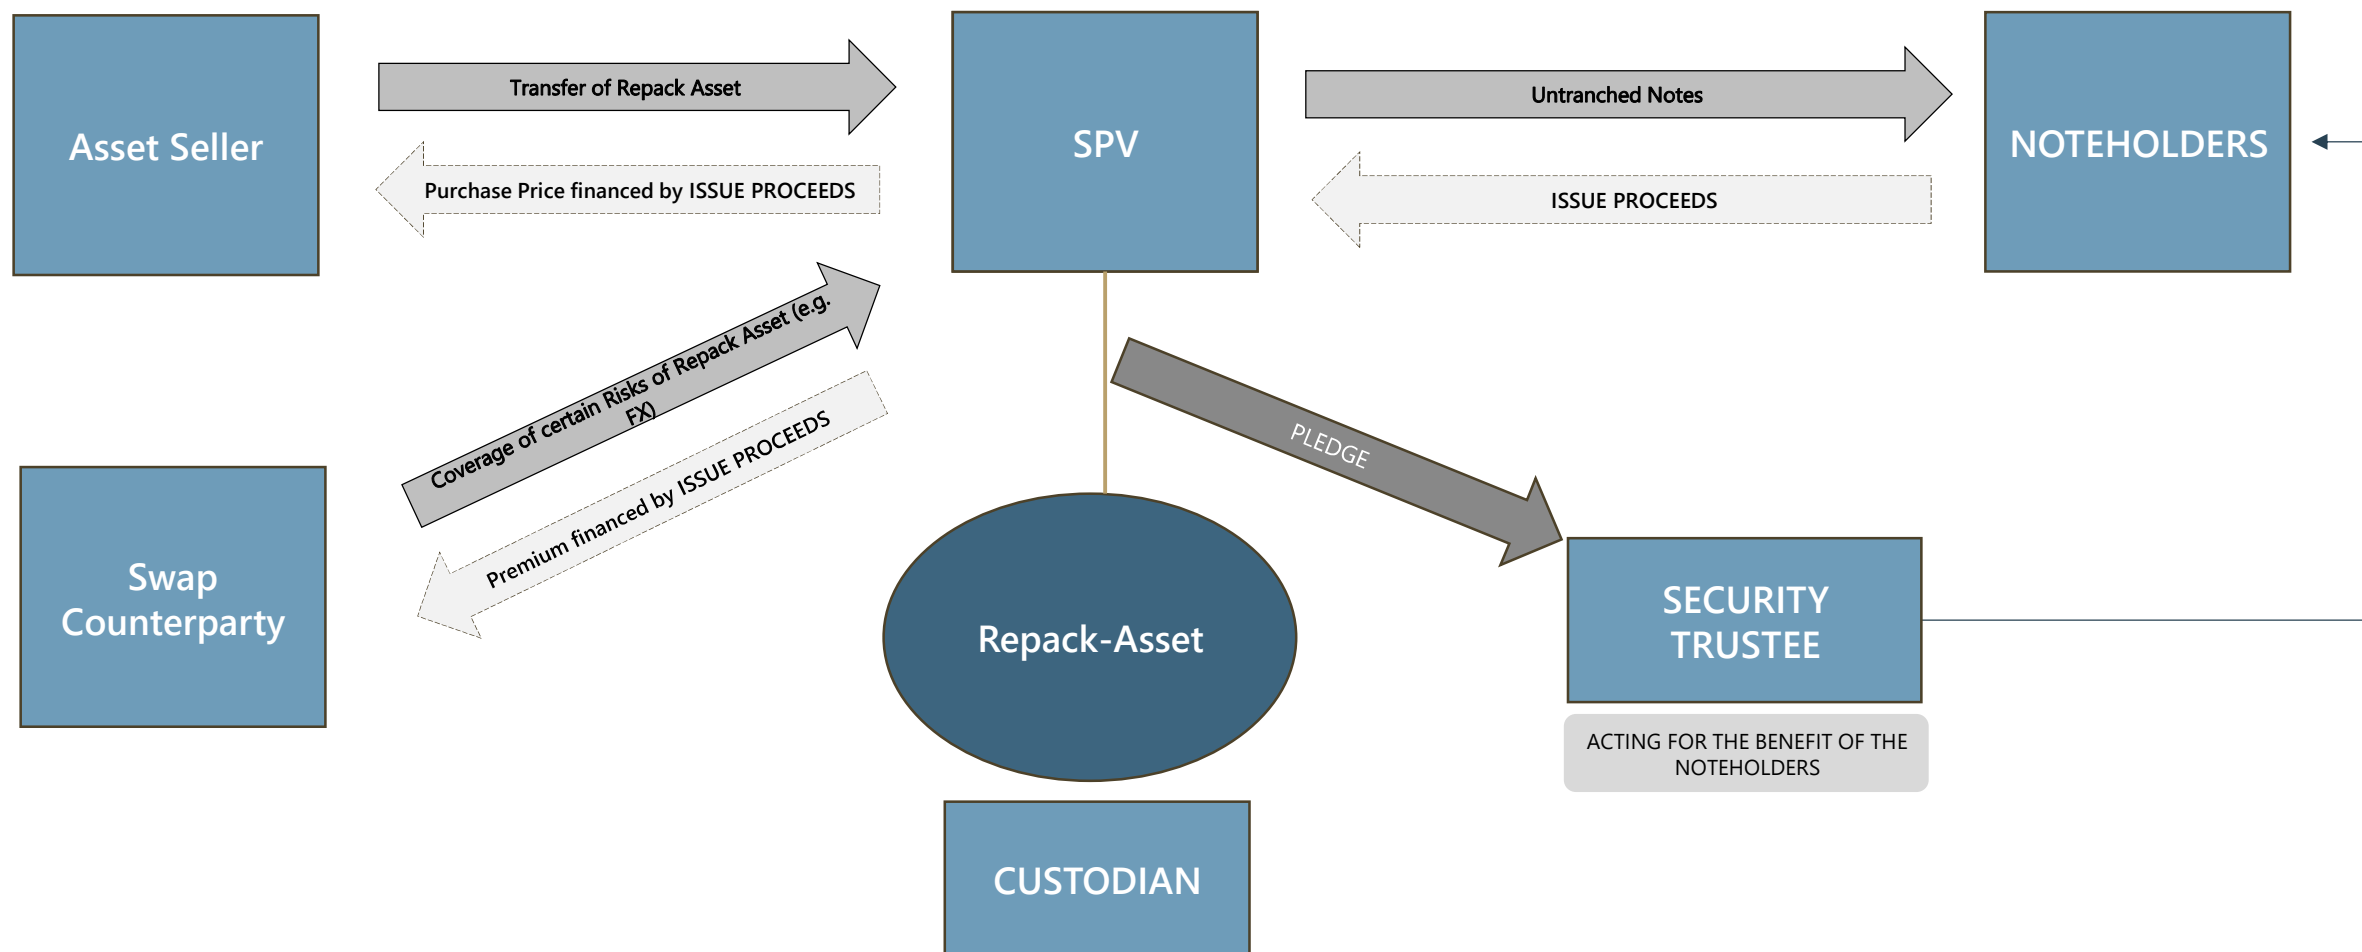 Asset Seller
Transfer of Repack Asset
Purchase Price financed by ISSUE PROCEEDS
SPV
Untranched Notes
ISSUE PROCEEDS
NOTEHOLDERS
Coverage of certain Risks of Repack Asset (e.g.
FX)
Premium financed by ISSUE PROCEEDS
PLEDGE
Swap
Counterparty
Repack-Asset
SECURITY
TRUSTEE
ACTING FOR THE BENEFIT OF THE
NOTEHOLDERS
CUSTODIAN